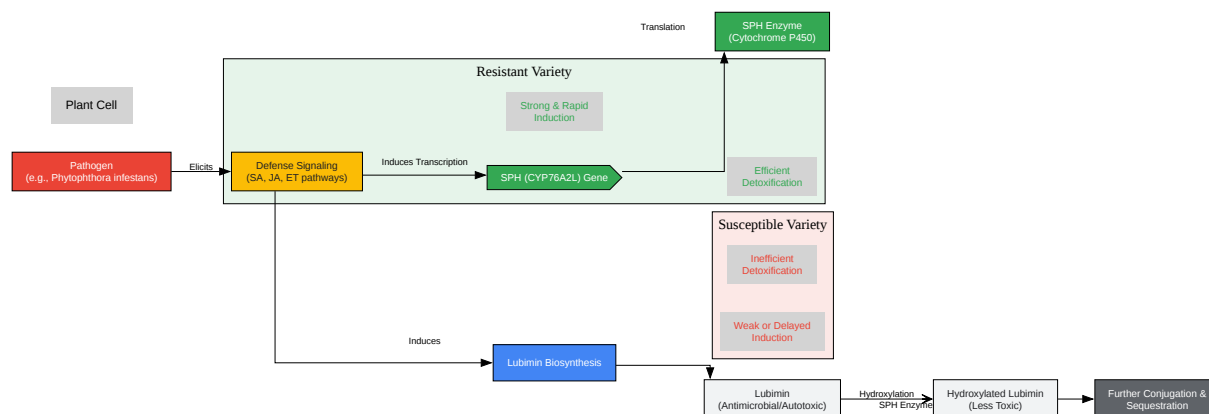 Translation
SPH Enzyme
(Cytochrome P450)
Resistant Variety
Plant Cell
Strong & Rapid
Induction
Pathogen
(e.g., Phytophthora infestans)
Elicits
Defense Signaling
(SA, JA, ET pathways)
Induces Transcription
SPH (CYP76A2L) Gene
Efficient
Detoxification
Susceptible Variety
Inefficient
Detoxification
Weak or Delayed
Induction
Induces
Lubimin Biosynthesis
Lubimin
(Antimicrobial/Autotoxic)
Hydroxylation
SPH Enzyme
Hydroxylated Lubimin
(Less Toxic)
Further Conjugation &
Sequestration